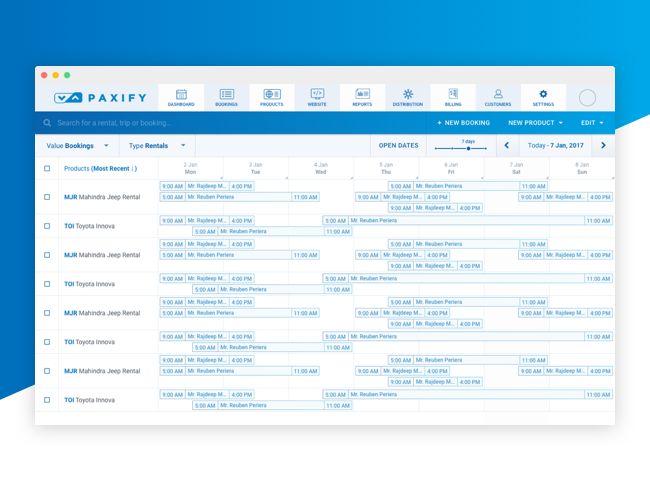 PAXIFY
DASHBOARD BOOKINGS PRODUCTS WEBSITE REPORTS DISTRIBUTION BILLING CUSTOMERS SETTINGS
Search for a rental, trip or booking... + NEW BOOKING NEW PRODUCT EDIT
Value Bookings Type Rentals OPEN DATES 7 days Today - 7 Jan, 2017
Products (Most Recent ↓) 2 Jan 3 Jan 4 Jan 5 Jan 6 Jan 7 Jan 8 Jan
Mon Tue Wed Thu Fri Sat Sun
9:00 AM Mr. Rajdeep M... 4:00 PM 5:00 AM Mr. Reuben Periera 11:00 AM
MJR Mahindra Jeep Rental 5:00 AM Mr. Reuben Periera 11:00 AM 9:00 AM Mr. Rajdeep M... 4:00 PM 9:00 AM Mr. Rajdeep M... 4:00 PM
9:00 AM Mr. Rajdeep M... 4:00 PM
9:00 AM Mr. Rajdeep M... 4:00 PM 5:00 AM Mr. Reuben Periera 11:00 AM
TOI Toyota Innova
5:00 AM Mr. Reuben Periera 11:00 AM
9:00 AM Mr. Rajdeep M... 4:00 PM 5:00 AM Mr. Reuben Periera 11:00 AM
MJR Mahindra Jeep Rental 5:00 AM Mr. Reuben Periera 11:00 AM 9:00 AM Mr. Rajdeep M... 4:00 PM 9:00 AM Mr. Rajdeep M... 4:00 PM
9:00 AM Mr. Rajdeep M... 4:00 PM
9:00 AM Mr. Rajdeep M... 4:00 PM 5:00 AM Mr. Reuben Periera 11:00 AM
TOI Toyota Innova
5:00 AM Mr. Reuben Periera 11:00 AM
9:00 AM Mr. Rajdeep M... 4:00 PM 5:00 AM Mr. Reuben Periera 11:00 AM
MJR Mahindra Jeep Rental 5:00 AM Mr. Reuben Periera 11:00 AM 9:00 AM Mr. Rajdeep M... 4:00 PM 9:00 AM Mr. Rajdeep M... 4:00 PM
9:00 AM Mr. Rajdeep M... 4:00 PM
9:00 AM Mr. Rajdeep M... 4:00 PM 5:00 AM Mr. Reuben Periera 11:00 AM
TOI Toyota Innova
5:00 AM Mr. Reuben Periera 11:00 AM
9:00 AM Mr. Rajdeep M... 4:00 PM 5:00 AM Mr. Reuben Periera 11:00 AM
MJR Mahindra Jeep Rental 5:00 AM Mr. Reuben Periera 11:00 AM 9:00 AM Mr. Rajdeep M... 4:00 PM 9:00 AM Mr. Rajdeep M... 4:00 PM
9:00 AM Mr. Rajdeep M... 4:00 PM
9:00 AM Mr. Rajdeep M... 4:00 PM 5:00 AM Mr. Reuben Periera 11:00 AM
TOI Toyota Innova
5:00 AM Mr. Reuben Periera 11:00 AM